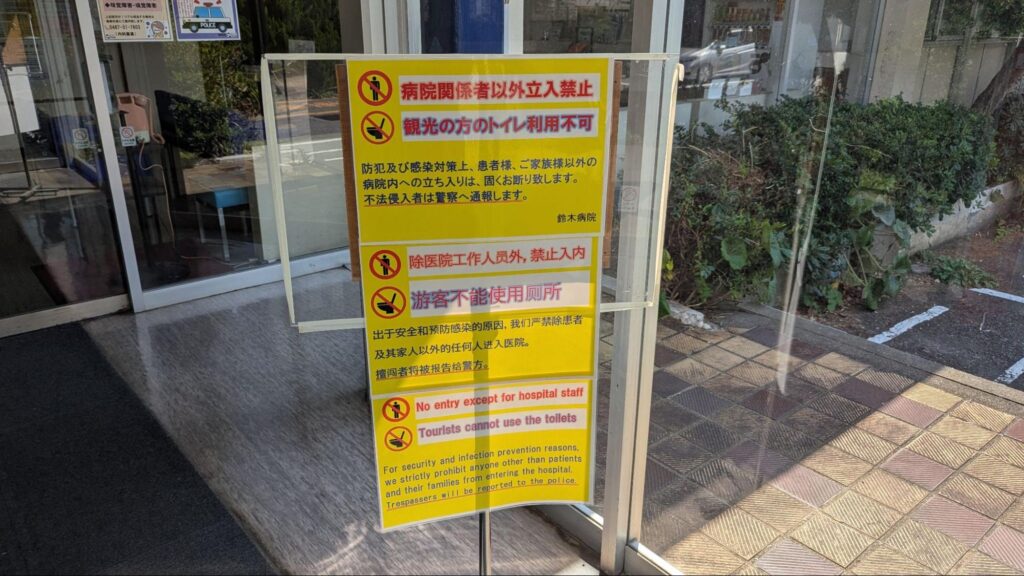 POLICE
病院関係者以外立入禁止
観光の方のトイレ利用不可
防犯及び感染対策上、患者様、ご家族様以外の
病院内への立ち入りは、固くお断り致します。
不法侵入者は警察へ通報します。
鈴木病院
除医院工作人员外，禁止入内
游客不能使用厕所
出于安全和预防感染的原因，我们严禁除患者
及其家人以外的任何人进入医院。
擅闯者将被报告给警方。
No entry except for hospital staff
Tourists cannot use the toilets
For security and infection prevention reasons,
we strictly prohibit anyone other than patients
and their families from entering the hospital.
Trespassers will be reported to the police.